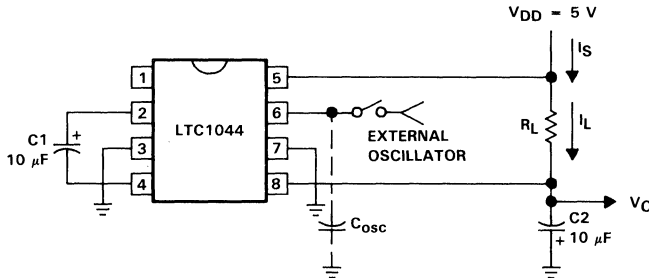 VDD = 5 V
IS
1
2
3
4
LTC1044
5
6
7
8
C1
+
10 μF
EXTERNAL
OSCILLATOR
COSC
RL
IL
VO
C2
+ 10 μF